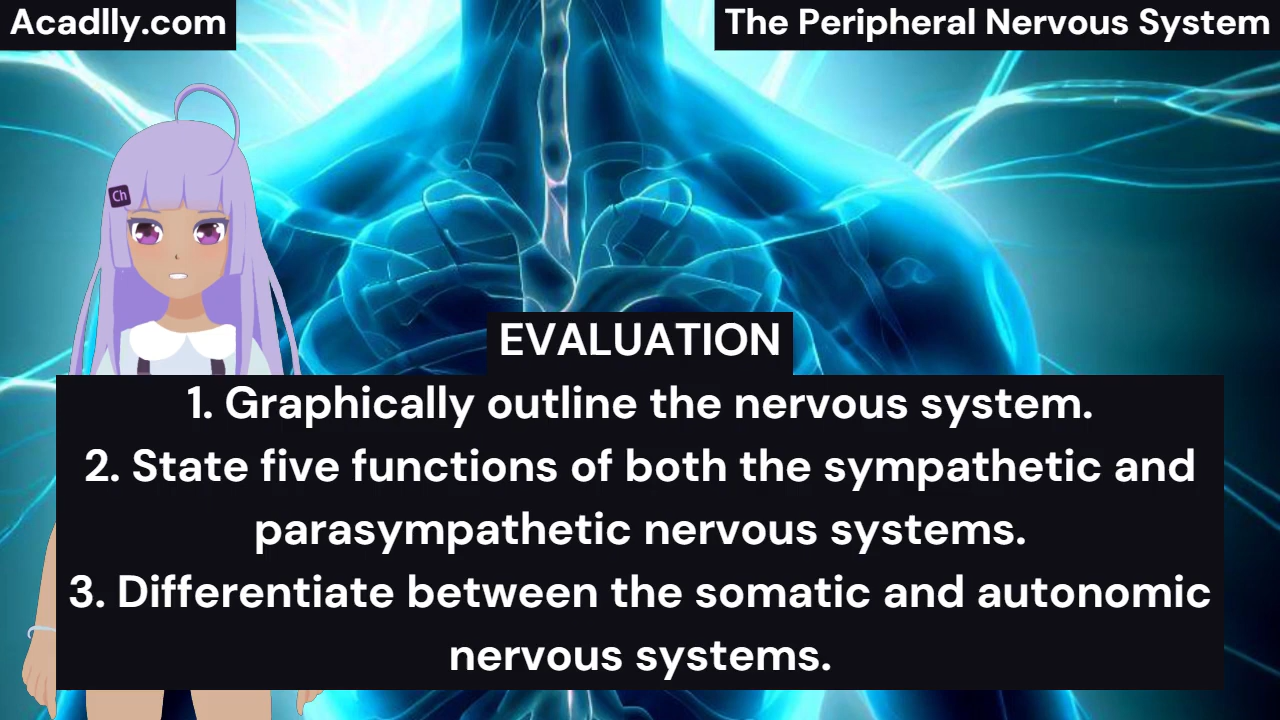 Acadlly.com
The Peripheral Nervous System
Ch
EVALUATION
1. Graphically outline the nervous system.
2. State five functions of both the sympathetic and
parasympathetic nervous systems.
3. Differentiate between the somatic and autonomic
nervous systems.